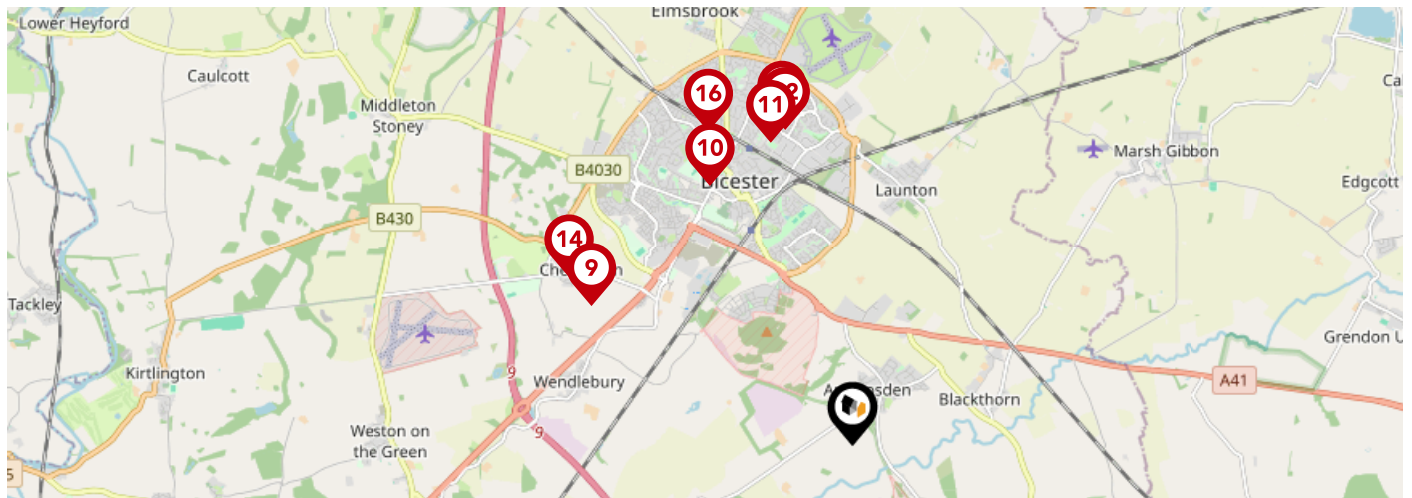 Elmsbrook
Lower Heyford
Caulcott
Middleton
Stoney
16
11
10
Bicester
B4030
Launton
Marsh Gibbon
Edgcott
B430
14
9
Tackley
Kirtlington
9
Wendlebury
A41
Blackthorn
Weston on
the Green
9
5